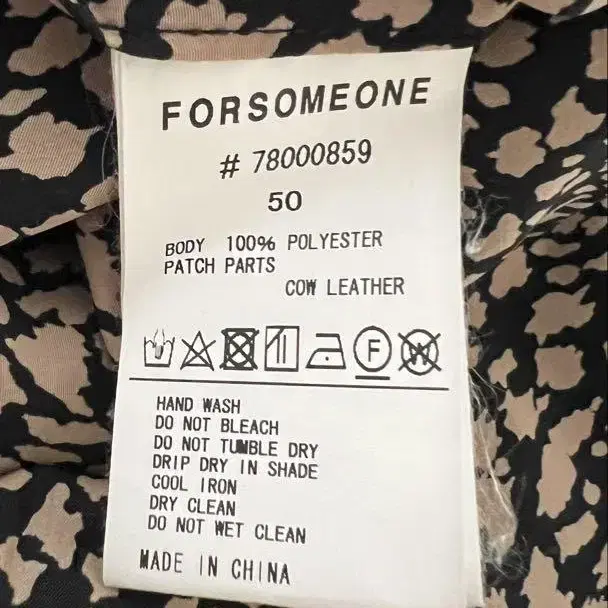 FORSOMEONE
# 78000859
50
BODY 100% POLYESTER
PATCH PARTS
COW LEATHER
F W
HAND WASH
DO NOT BLEACH
DO NOT TUMBLE DRY
DRIP DRY IN SHADE
COOL IRON
DRY CLEAN
DO NOT WET CLEAN
MADE IN CHINA